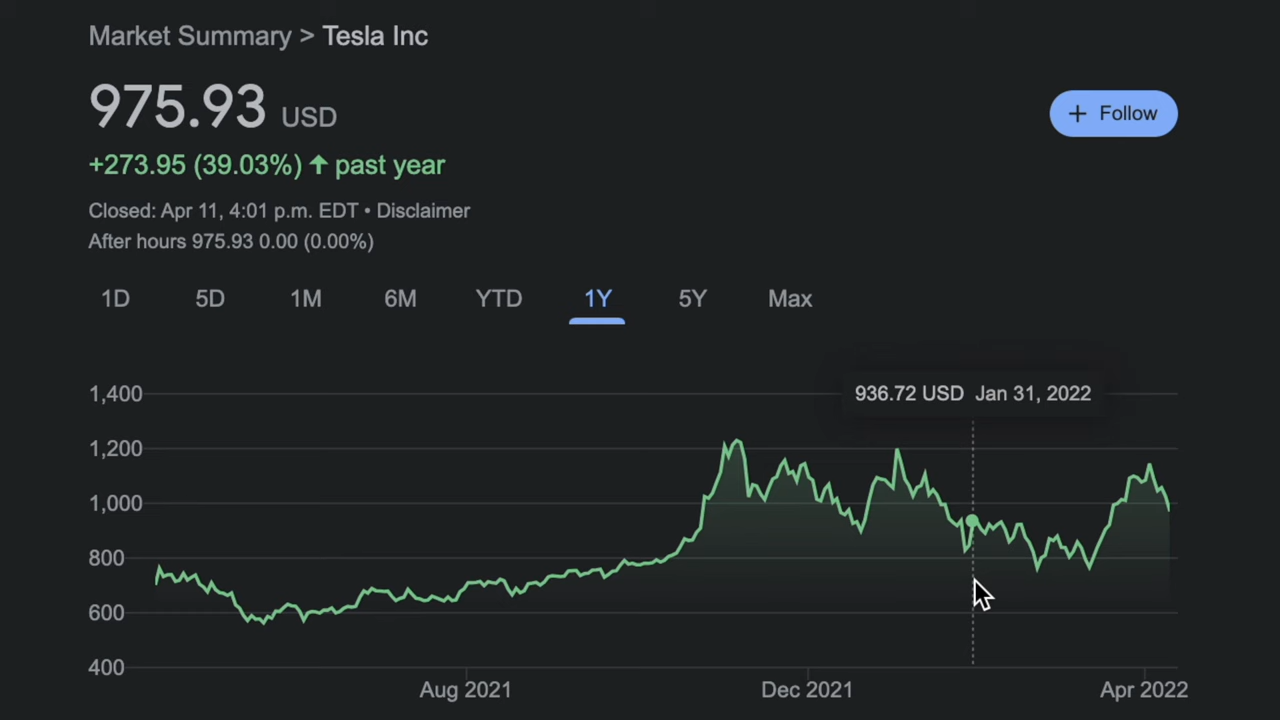 Market Summary > Tesla Inc
975.93 USD
+ Follow
+273.95 (39.03%) ↑ past year
Closed: Apr 11, 4:01 p.m. EDT • Disclaimer
After hours 975.93 0.00 (0.00%)
1D 5D 1M 6M YTD 1Y 5Y Max
936.72 USD Jan 31, 2022
1,400
1,200
1,000
800
600
400
Aug 2021 Dec 2021 Apr 2022